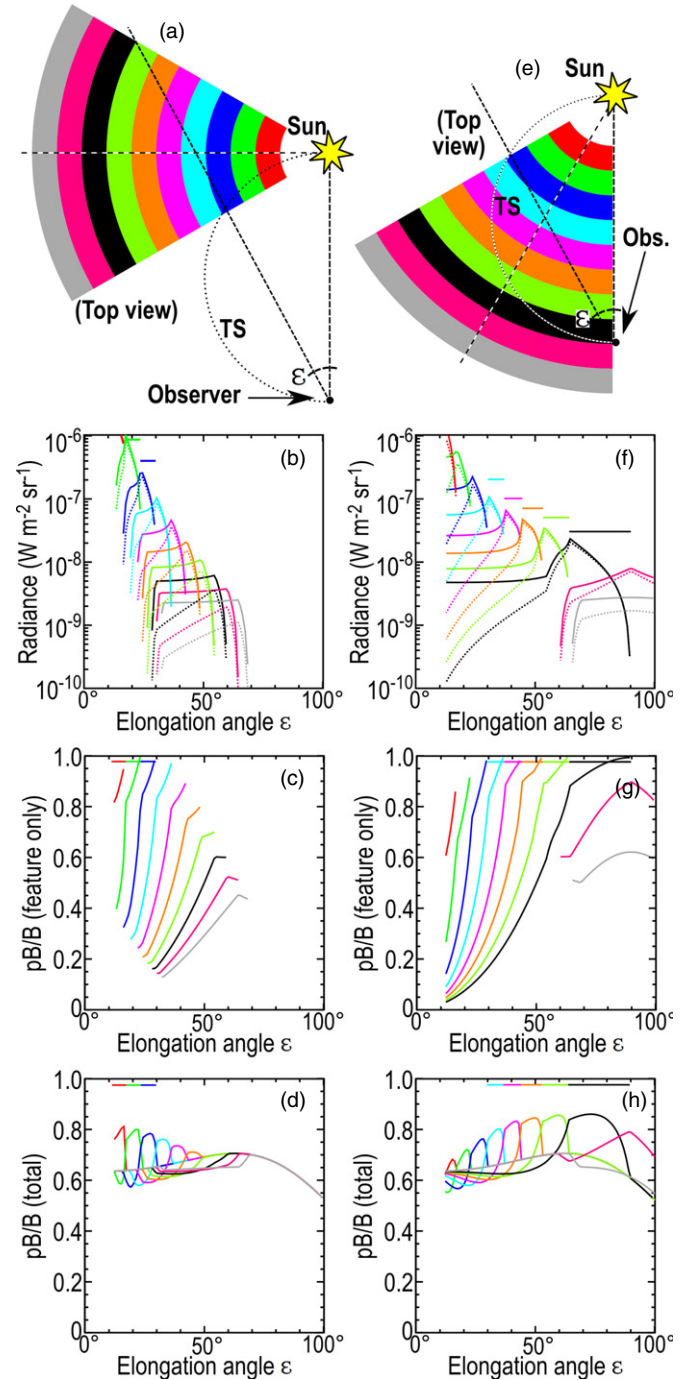 (a)
Sun
TS
(Top view)
ε
Observer
(e)
Sun
(Top
view)
TS
Obs.
ε
(b)
Radiance (W m⁻² sr⁻¹)
10⁻⁶
10⁻⁷
10⁻⁸
10⁻⁹
10⁻¹⁰
0° 50° 100°
Elongation angle ε
(f)
Radiance (W m⁻² sr⁻¹)
10⁻⁶
10⁻⁷
10⁻⁸
10⁻⁹
10⁻¹⁰
0° 50° 100°
Elongation angle ε
(c)
pB/B (feature only)
1.0
0.8
0.6
0.4
0.2
0
0° 50° 100°
Elongation angle ε
(g)
pB/B (feature only)
1.0
0.8
0.6
0.4
0.2
0
0° 50° 100°
Elongation angle ε
(d)
pB/B (total)
1.0
0.8
0.6
0.4
0.2
0
0° 50° 100°
Elongation angle ε
(h)
pB/B (total)
1.0
0.8
0.6
0.4
0.2
0
0° 50° 100°
Elongation angle ε